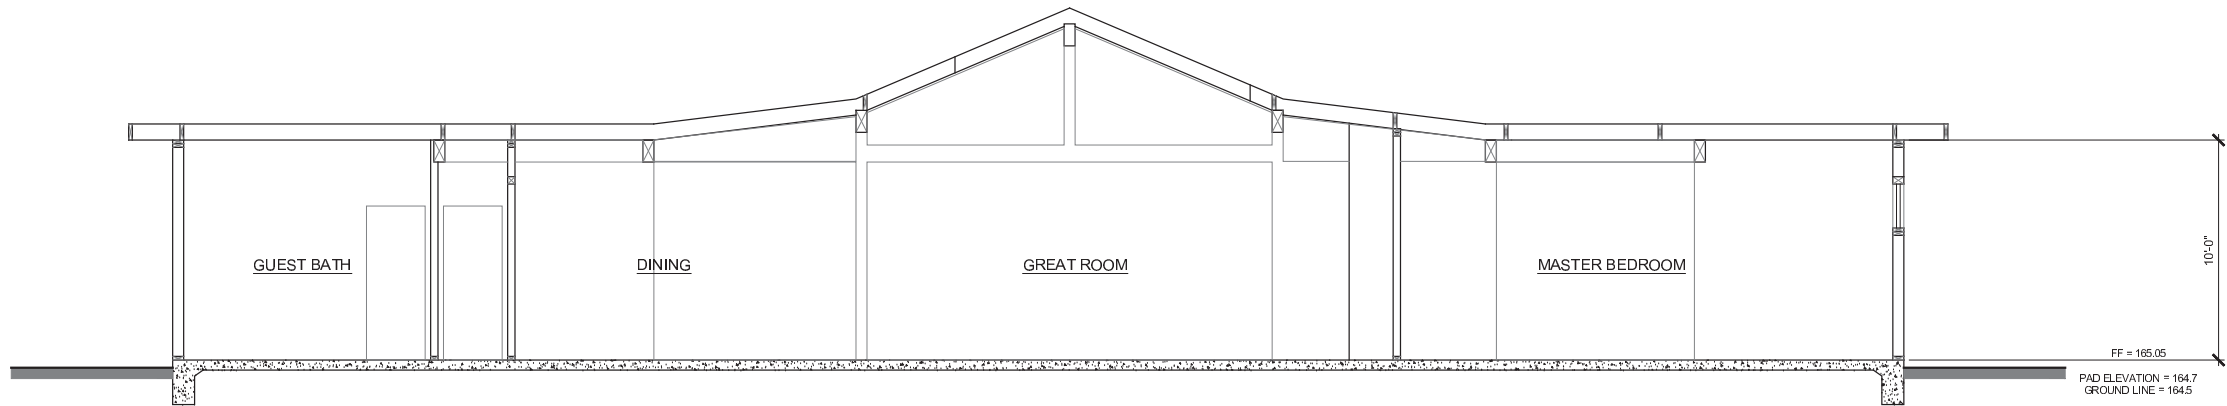 GUEST BATH
DINING
GREAT ROOM
MASTER BEDROOM
10'-0"
FF = 165.05
PAD ELEVATION = 164.7
GROUND LINE = 164.5